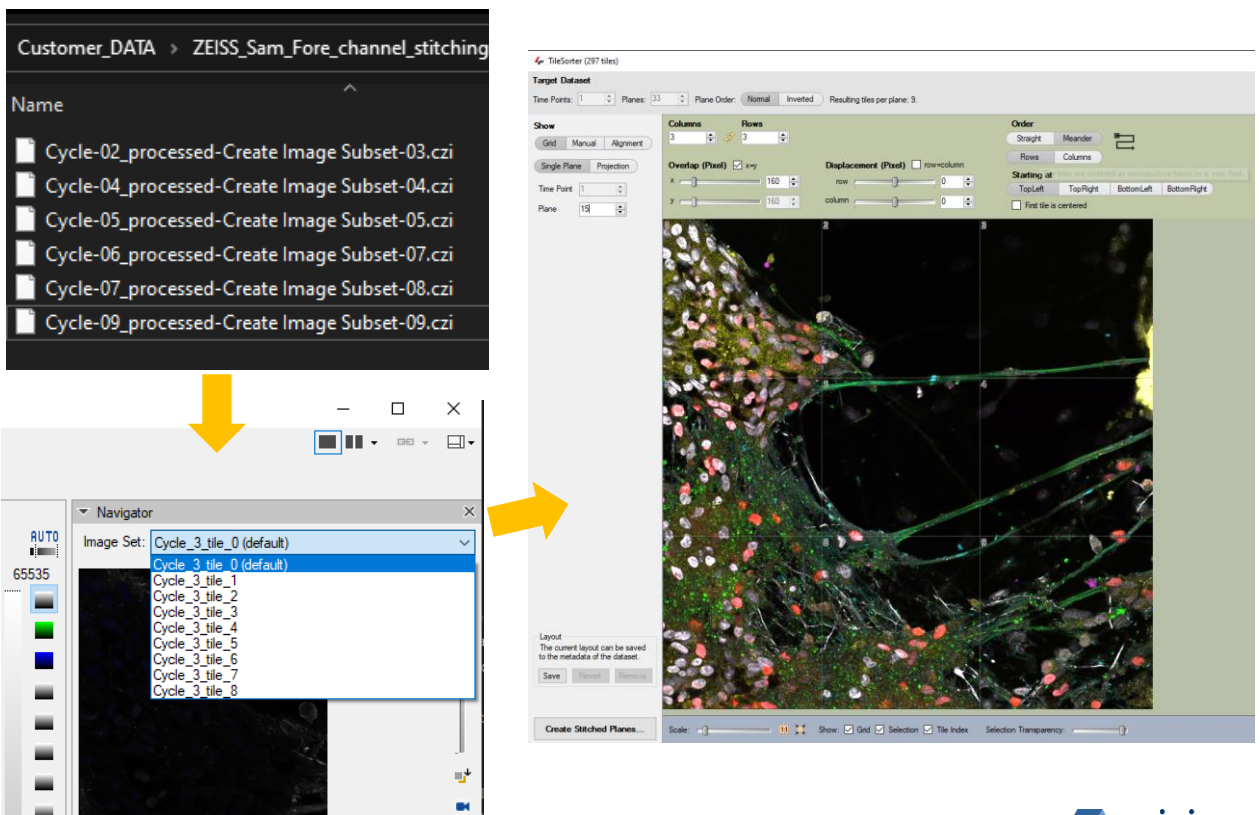 Customer_DATA > ZEISS_Sam_Fore_channel_stitching
Name
Cycle-02_processed-Create Image Subset-03.czi
Cycle-04_processed-Create Image Subset-04.czi
Cycle-05_processed-Create Image Subset-05.czi
Cycle-06_processed-Create Image Subset-07.czi
Cycle-07_processed-Create Image Subset-08.czi
Cycle-09_processed-Create Image Subset-09.czi
Navigator
AUTO
Image Set: Cycle_3_tile_0 (default)
65535
Cycle_3_tile_0 (default)
Cycle_3_tile_1
Cycle_3_tile_2
Cycle_3_tile_3
Cycle_3_tile_4
Cycle_3_tile_5
Cycle_3_tile_6
Cycle_3_tile_7
Cycle_3_tile_8
TileSorter (297 tiles)
Target Dataset
Time Points: 1 Planes: 33 Plane Order: Normal Inverted Resulting tiles per plane: 9.
Show
Grid Manual Alignment
Single Plane Projection
Time Point 1
Plane 15
Columns Rows
3 3
Overlap (Pixel) x=y
x 160
y 160
Displacement (Pixel) row=column
row 0
column 0
Order
Straight Meander
Rows Columns
Starting at
TopLeft TopRight BottomLeft BottomRight
First tile is centered
2 3
6
8
Layout
The current layout can be saved
to the metadata of the dataset.
Save Revert Remove
Create Stitched Planes...
Scale: 1:1 Show: Grid Selection Tile Index Selection Transparency: